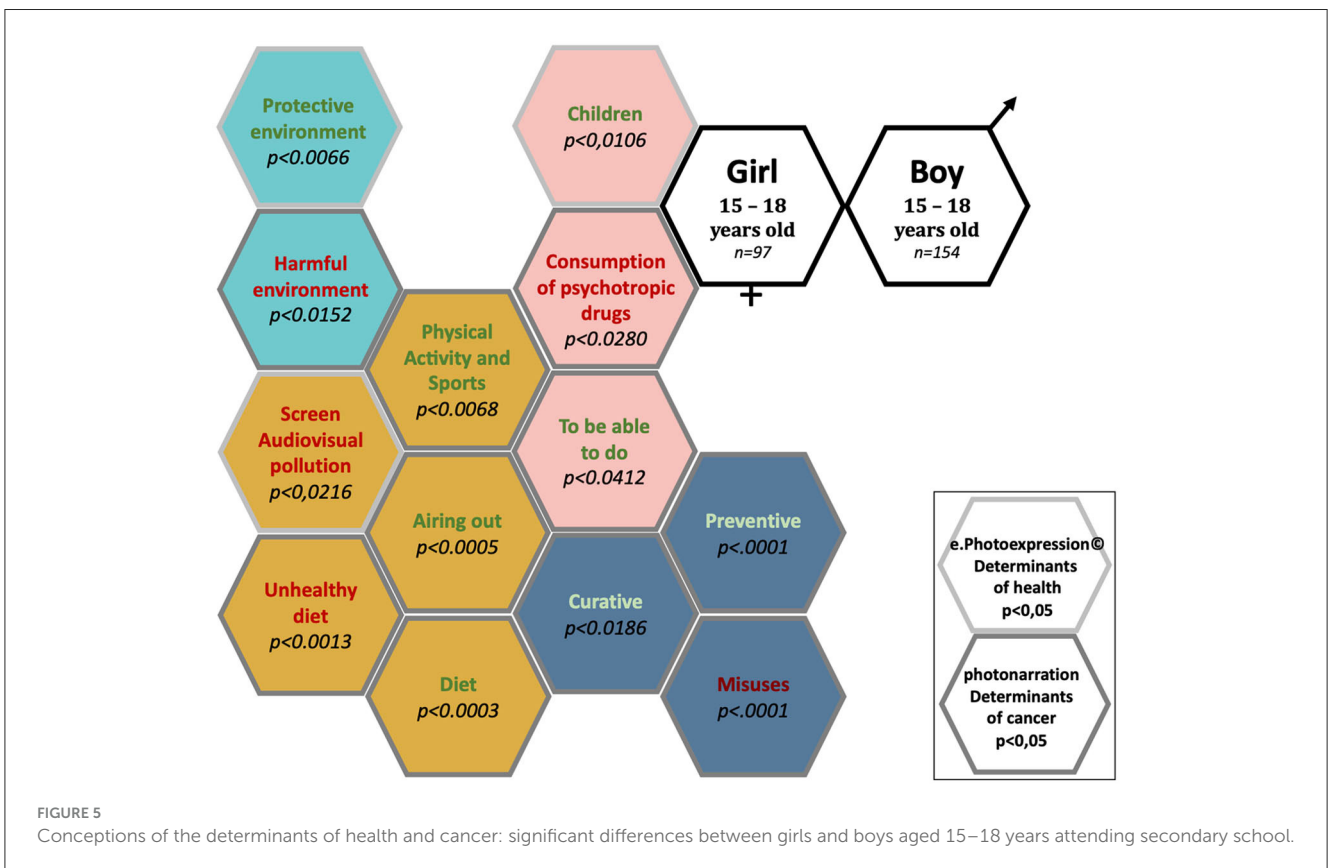 Protective
environment
p<0.0066
Children
p<0,0106
Girl
15 – 18
years old
n=97
Boy
15 – 18
years old
n=154
Harmful
environment
p<0.0152
Consumption
of psychotropic
drugs
p<0.0280
Physical
Activity and
Sports
p<0.0068
Screen
Audiovisual
pollution
p<0,0216
To be able
to do
p<0.0412
Airing out
p<0.0005
Preventive
p<.0001
Unhealthy
diet
p<0.0013
Curative
p<0.0186
Diet
p<0.0003
Misuses
p<.0001
e.Photoexpression©
Determinants
of health
p<0,05
photonarration
Determinants
of cancer
p<0,05
FIGURE 5
Conceptions of the determinants of health and cancer: significant differences between girls and boys aged 15–18 years attending secondary school.